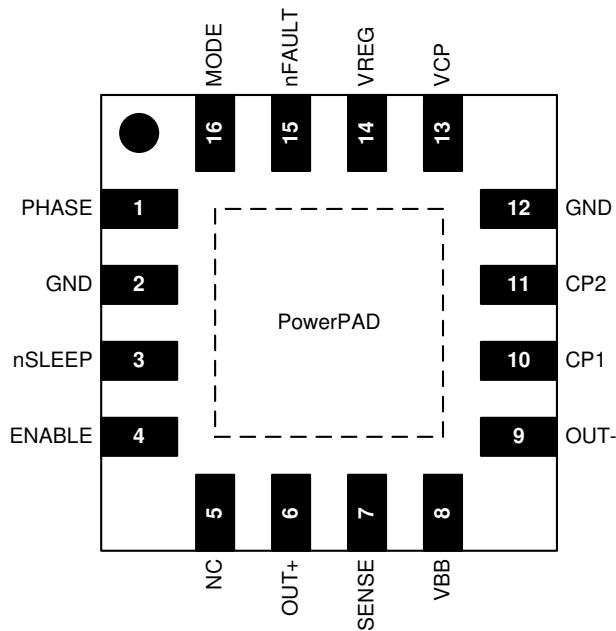 MODE
nFAULT
VREG
VCP
16
15
14
13
PHASE 1
12 GND
GND 2
11 CP2
PowerPAD
nSLEEP 3
10 CP1
ENABLE 4
9 OUT-
5
6
7
8
NC
OUT+
SENSE
VBB